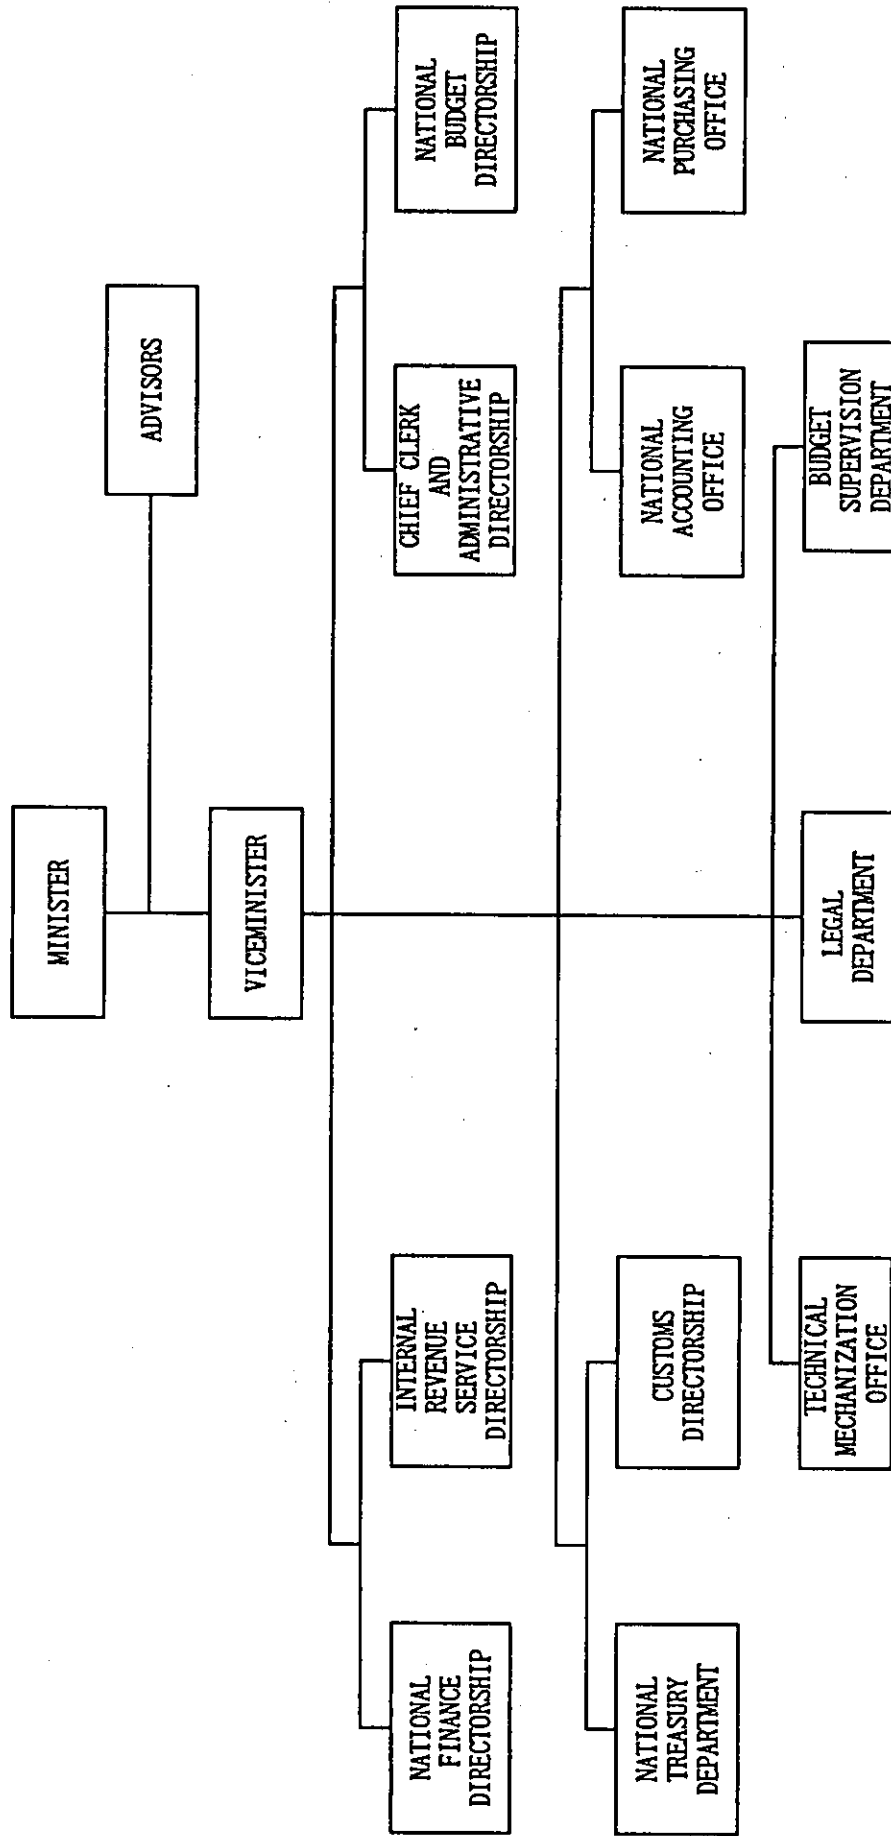 MINISTER
ADVISORS
VICEMINISTER
NATIONAL
FINANCE
DIRECTORSHIP
INTERNAL
REVENUE
SERVICE
DIRECTORSHIP
CHIEF CLERK
AND
ADMINISTRATIVE
DIRECTORSHIP
NATIONAL
BUDGET
DIRECTORSHIP
NATIONAL
TREASURY
DEPARTMENT
CUSTOMS
DIRECTORSHIP
NATIONAL
ACCOUNTING
OFFICE
NATIONAL
PURCHASING
OFFICE
TECHNICAL
MECHANIZATION
OFFICE
LEGAL
DEPARTMENT
BUDGET
SUPERVISION
DEPARTMENT